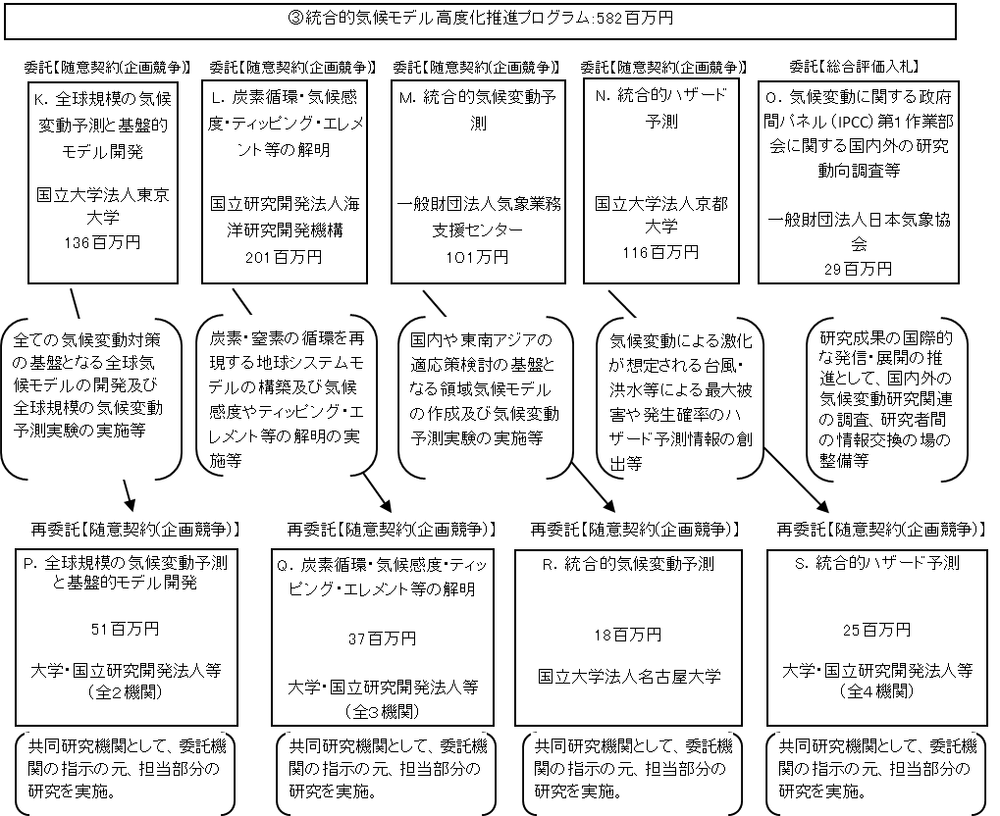 ③統合的気候モデル高度化推進プログラム:582百万円
委託【随意契約(企画競争)】
K．全球規模の気候
変動予測と基盤的
モデル開発
国立大学法人東京
大学
136百万円
委託【随意契約(企画競争)】
L．炭素循環・気候感
度・ティッピング・エレメ
ント等の解明
国立研究開発法人海
洋研究開発機構
201百万円
委託【随意契約(企画競争)】
M．統合的気候変動予
測
一般財団法人気象業務
支援センター
101万円
委託【随意契約(企画競争)】
N．統合的ハザード
予測
国立大学法人京都
大学
116百万円
委託【総合評価入札】
O．気候変動に関する政府
間パネル（IPCC）第1作業部
会に関する国内外の研究
動向調査等
一般財団法人日本気象協
会
29百万円
全ての気候変動対策
の基盤となる全球気
候モデルの開発及び
全球規模の気候変動
予測実験の実施等
炭素・窒素の循環を再
現する地球システムモ
デルの構築及び気候
感度やティッピング・エ
レメント等の解明の実
施等
国内や東南アジアの
適応策検討の基盤と
なる領域気候モデル
の作成及び気候変動
予測実験の実施等
気候変動による激化
が想定される台風・
洪水等による最大被
害や発生確率のハ
ザード予測情報の創
出等
研究成果の国際的
な発信・展開の推
進として、国内外の
気候変動研究関連
の調査、研究者間
の情報交換の場の
整備等
再委託【随意契約(企画競争)】
P．全球規模の気候変動予測
と基盤的モデル開発
51百万円
大学・国立研究開発法人等
（全2機関）
共同研究機関として、委託機
関の指示の元、担当部分の
研究を実施。
再委託【随意契約(企画競争)】
Q．炭素循環・気候感度・ティッ
ピング・エレメント等の解明
37百万円
大学・国立研究開発法人等
（全3機関）
共同研究機関として、委託機
関の指示の元、担当部分の
研究を実施。
再委託【随意契約(企画競争)】
R．統合的気候変動予測
18百万円
国立大学法人名古屋大学
共同研究機関として、委託機
関の指示の元、担当部分の
研究を実施。
再委託【随意契約(企画競争)】
S．統合的ハザード予測
25百万円
大学・国立研究開発法人等
（全4機関）
共同研究機関として、委託機
関の指示の元、担当部分の
研究を実施。